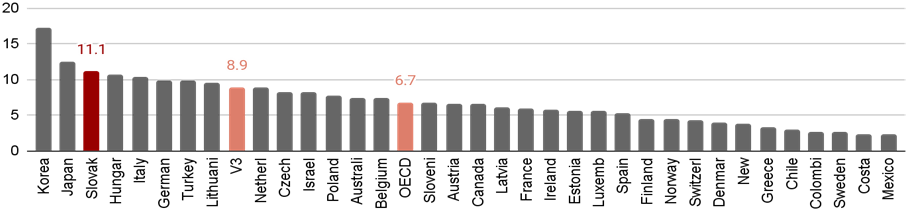 20
15
10
5
0
11.1
8.9
6.7
Korea
Japan
Slovak
Hungar
Italy
German
Turkey
Lithuani
V3
Netherl
Czech
Israel
Poland
Australi
Belgium
OECD
Sloveni
Austria
Canada
Latvia
France
Ireland
Estonia
Luxemb
Spain
Finland
Norway
Switzerl
Denmar
New
Greece
Chile
Colombi
Sweden
Costa
Mexico